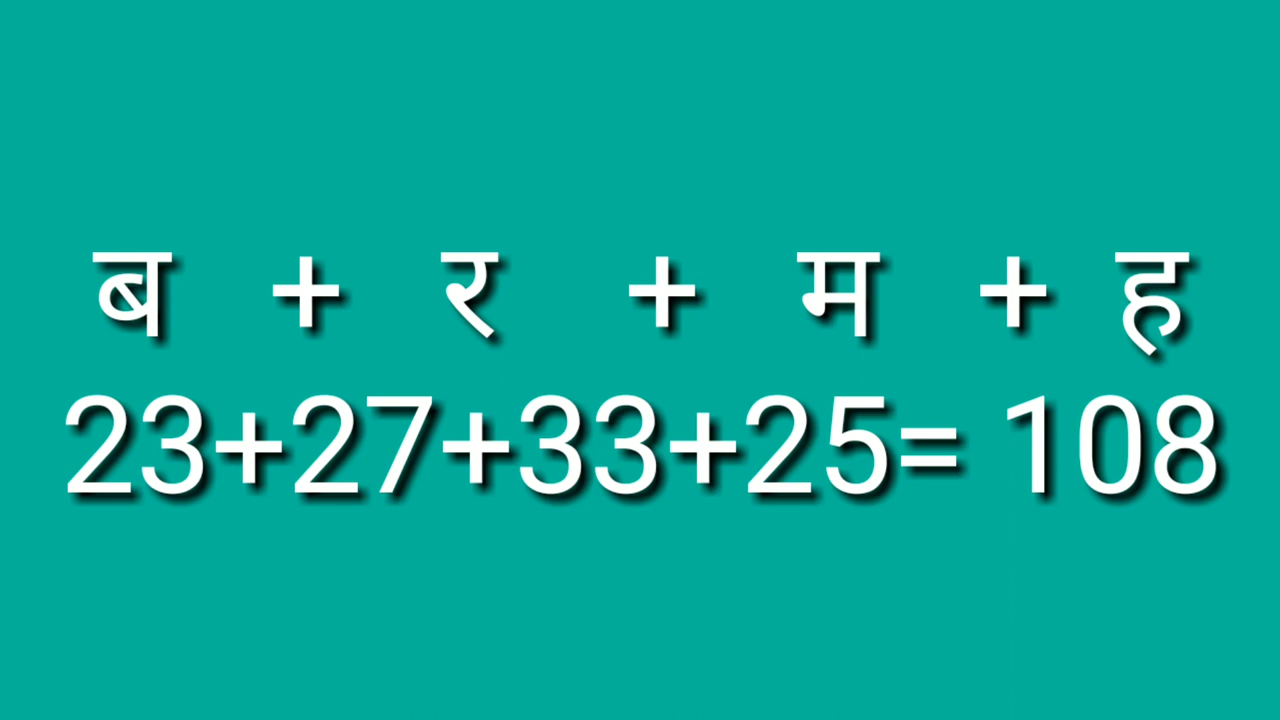 ब + र + म + ह
23+27+33+25= 108